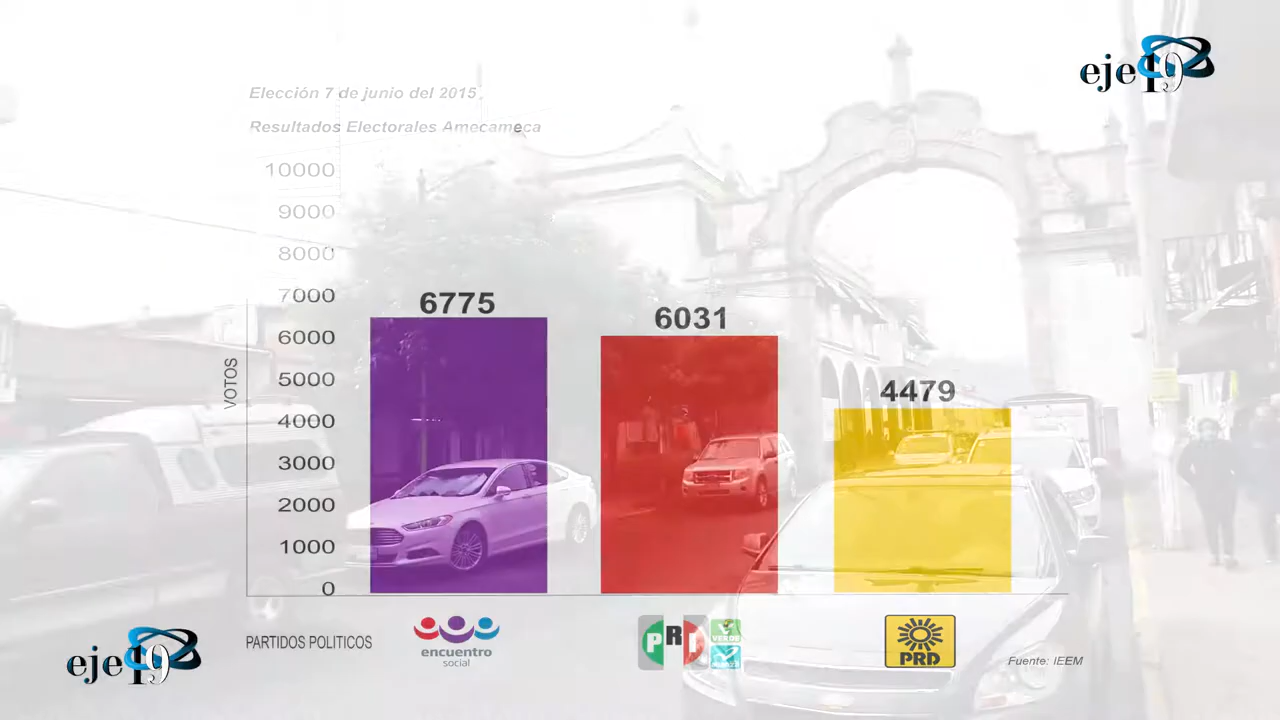 eje19
Elección 7 de junio del 2015
Resultados Electorales Amecameca
10000
9000
8000
7000
6000
5000
4000
3000
2000
1000
0
VOTOS
6775
6031
4479
PARTIDOS POLITICOS
encuentro
social
PRI
VERDE
PRD
Fuente: IEEM
eje19